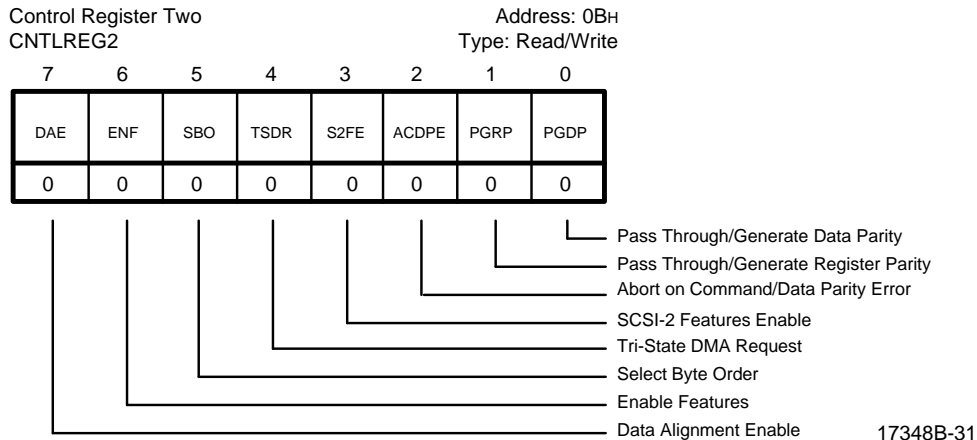 Control Register Two Address: 0BH
CNTLREG2 Type: Read/Write
7 6 5 4 3 2 1 0
DAE ENF SBO TSDR S2FE ACDPE PGRP PGDP
0 0 0 0 0 0 0 0
Pass Through/Generate Data Parity
Pass Through/Generate Register Parity
Abort on Command/Data Parity Error
SCSI-2 Features Enable
Tri-State DMA Request
Select Byte Order
Enable Features
Data Alignment Enable 17348B-31